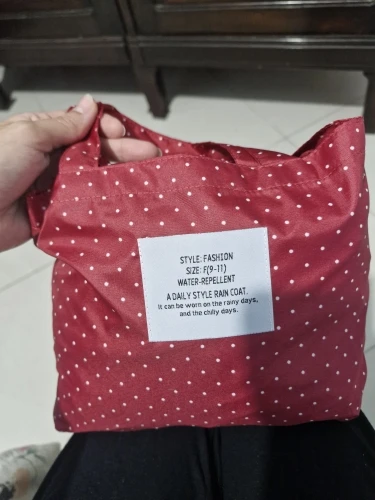 STYLE: FASHION
SIZE: F(9-11)
WATER-REPELLENT
A DAILY STYLE RAIN COAT.
It can be worn on the rainy days,
and the chilly days.